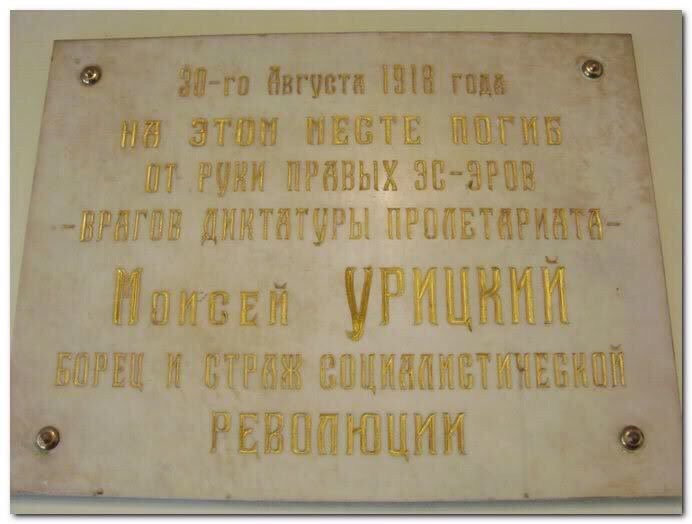 30-го Августа 1918 года
НА ЭТОМ МЕСТЕ ПОГИБ
ОТ РУКИ ПРАВЫХ ЭС-ЭРОВ
-ВРАГОВ ДИКТАТУРЫ ПРОЛЕТАРИАТА-
Моисей УРИЦКИЙ
БОРЕЦ И СТРАЖ СОЦИАЛИСТИЧЕСКОЙ
РЕВОЛЮЦИИ